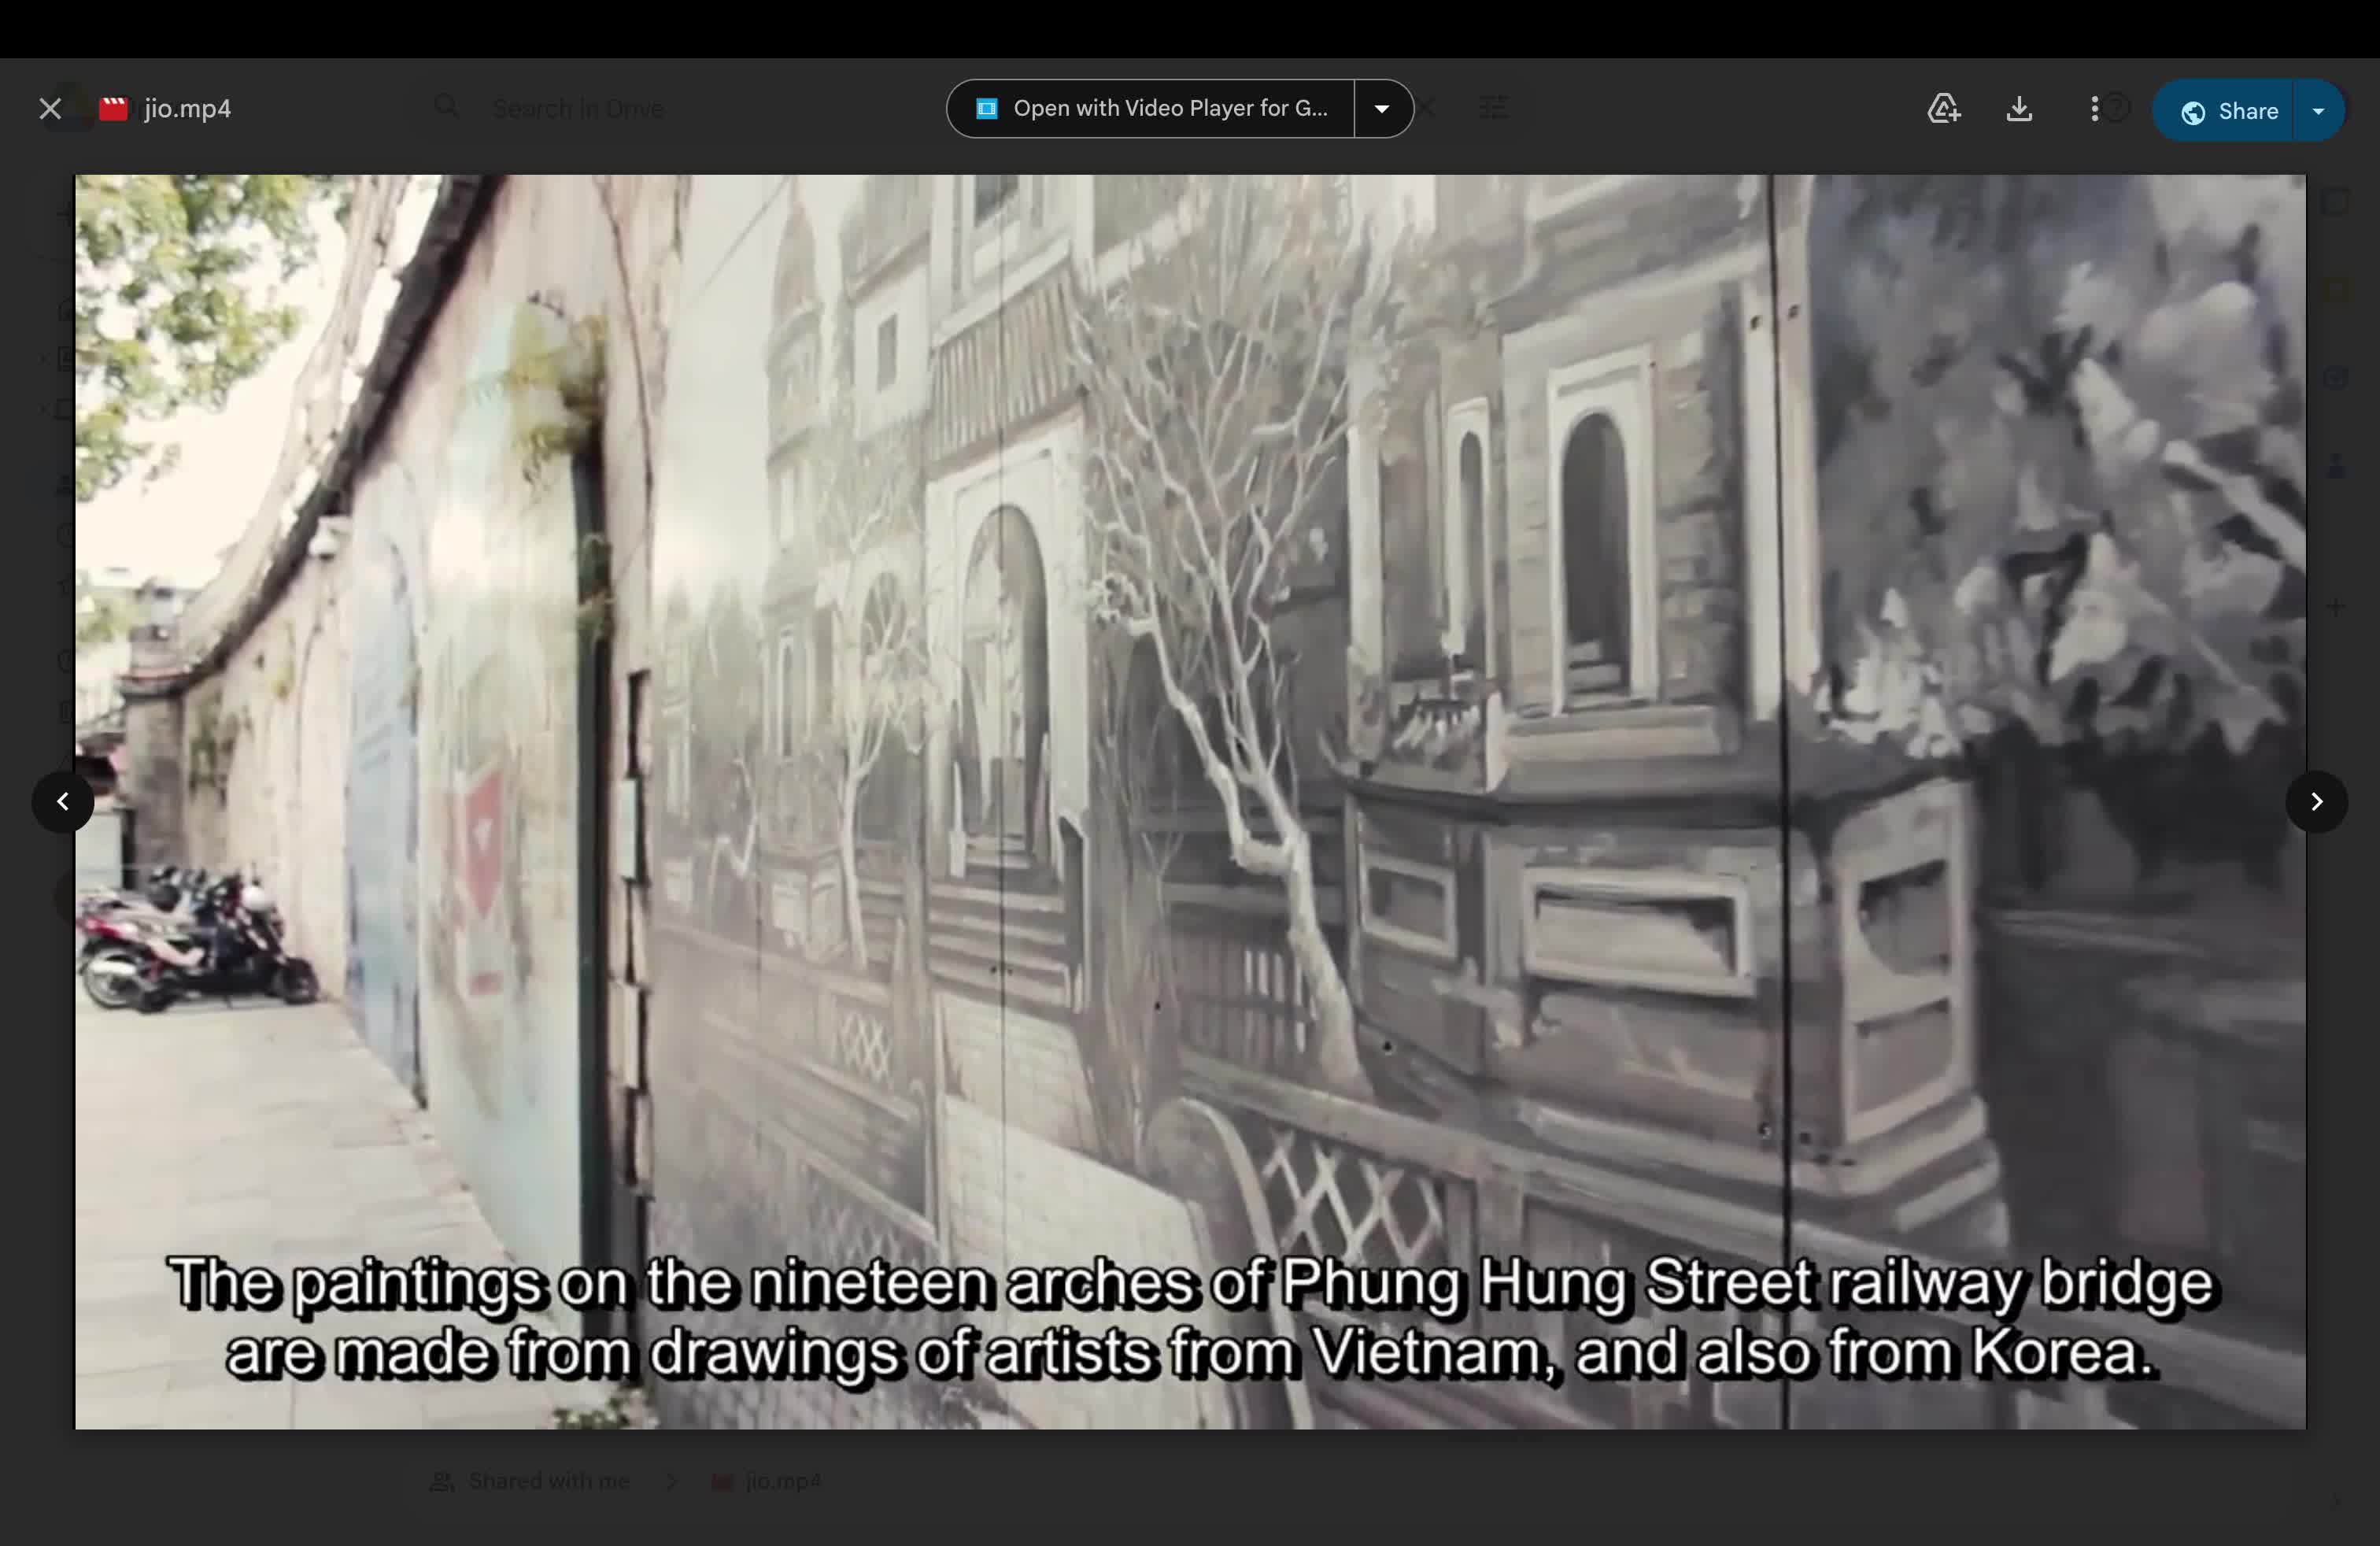 jio.mp4
Search in Drive
Open with Video Player for G...
Share
The paintings on the nineteen arches of Phung Hung Street railway bridge
are made from drawings of artists from Vietnam, and also from Korea.
Shared with me
jio.mp4